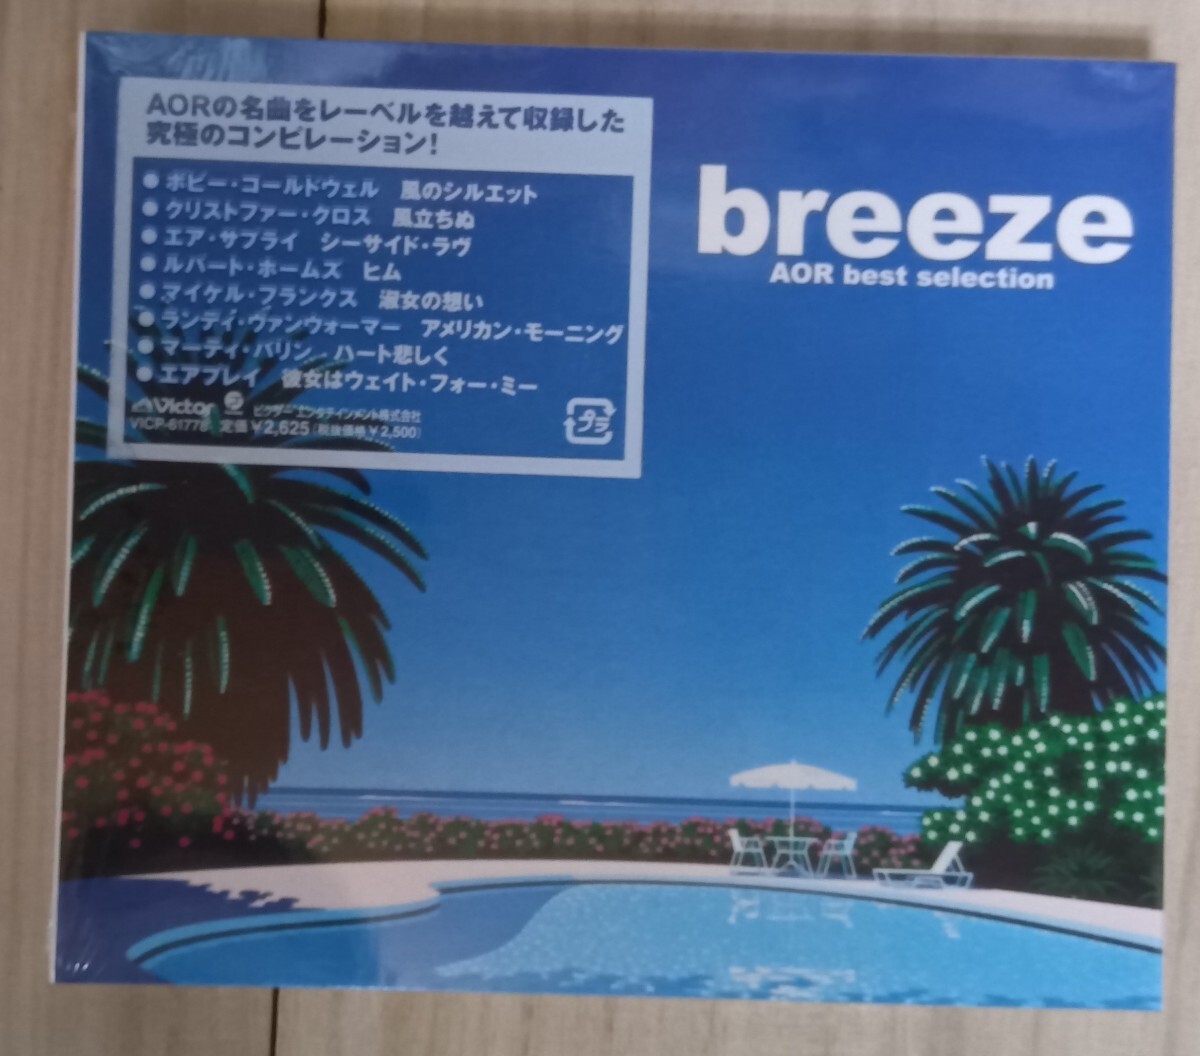 AORの名曲をレーベルを越えて収録した
究極のコンピレーション!
●ボビー・コールドウェル 風のシルエット
●クリストファー・クロス 風立ちぬ
●エア・サプライ シーサイド・ラヴ
●ルパート・ホームズ ヒム
●マイケル・フランクス 淑女の想い
●ランディ・ヴァンウォーマー アメリカン・モーニング
●マーティ・バリン ハート悲しく
●エアプレイ 彼女はウェイト・フォー・ミー
Victor ビクターエンタテインメント株式会社
VICP-61778 定価¥2,625(税抜価格¥2,500)
プラ
breeze
AOR best selection